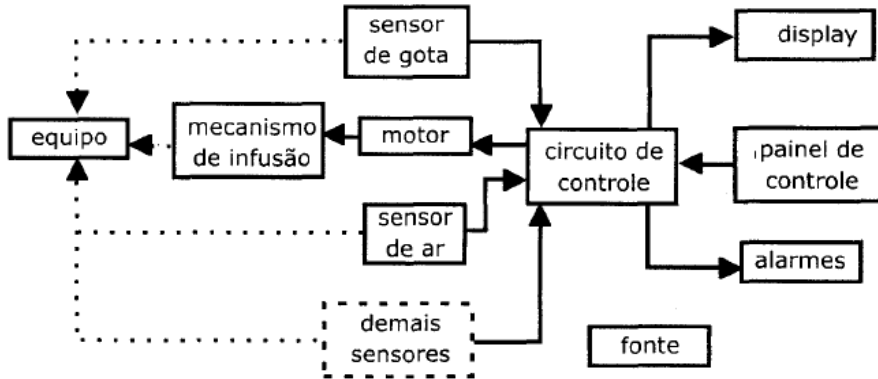 sensor
de gota
display
equipo
mecanismo
de infusão
motor
circuito de
controle
painel de
controle
sensor
de ar
alarmes
demais
sensores
fonte